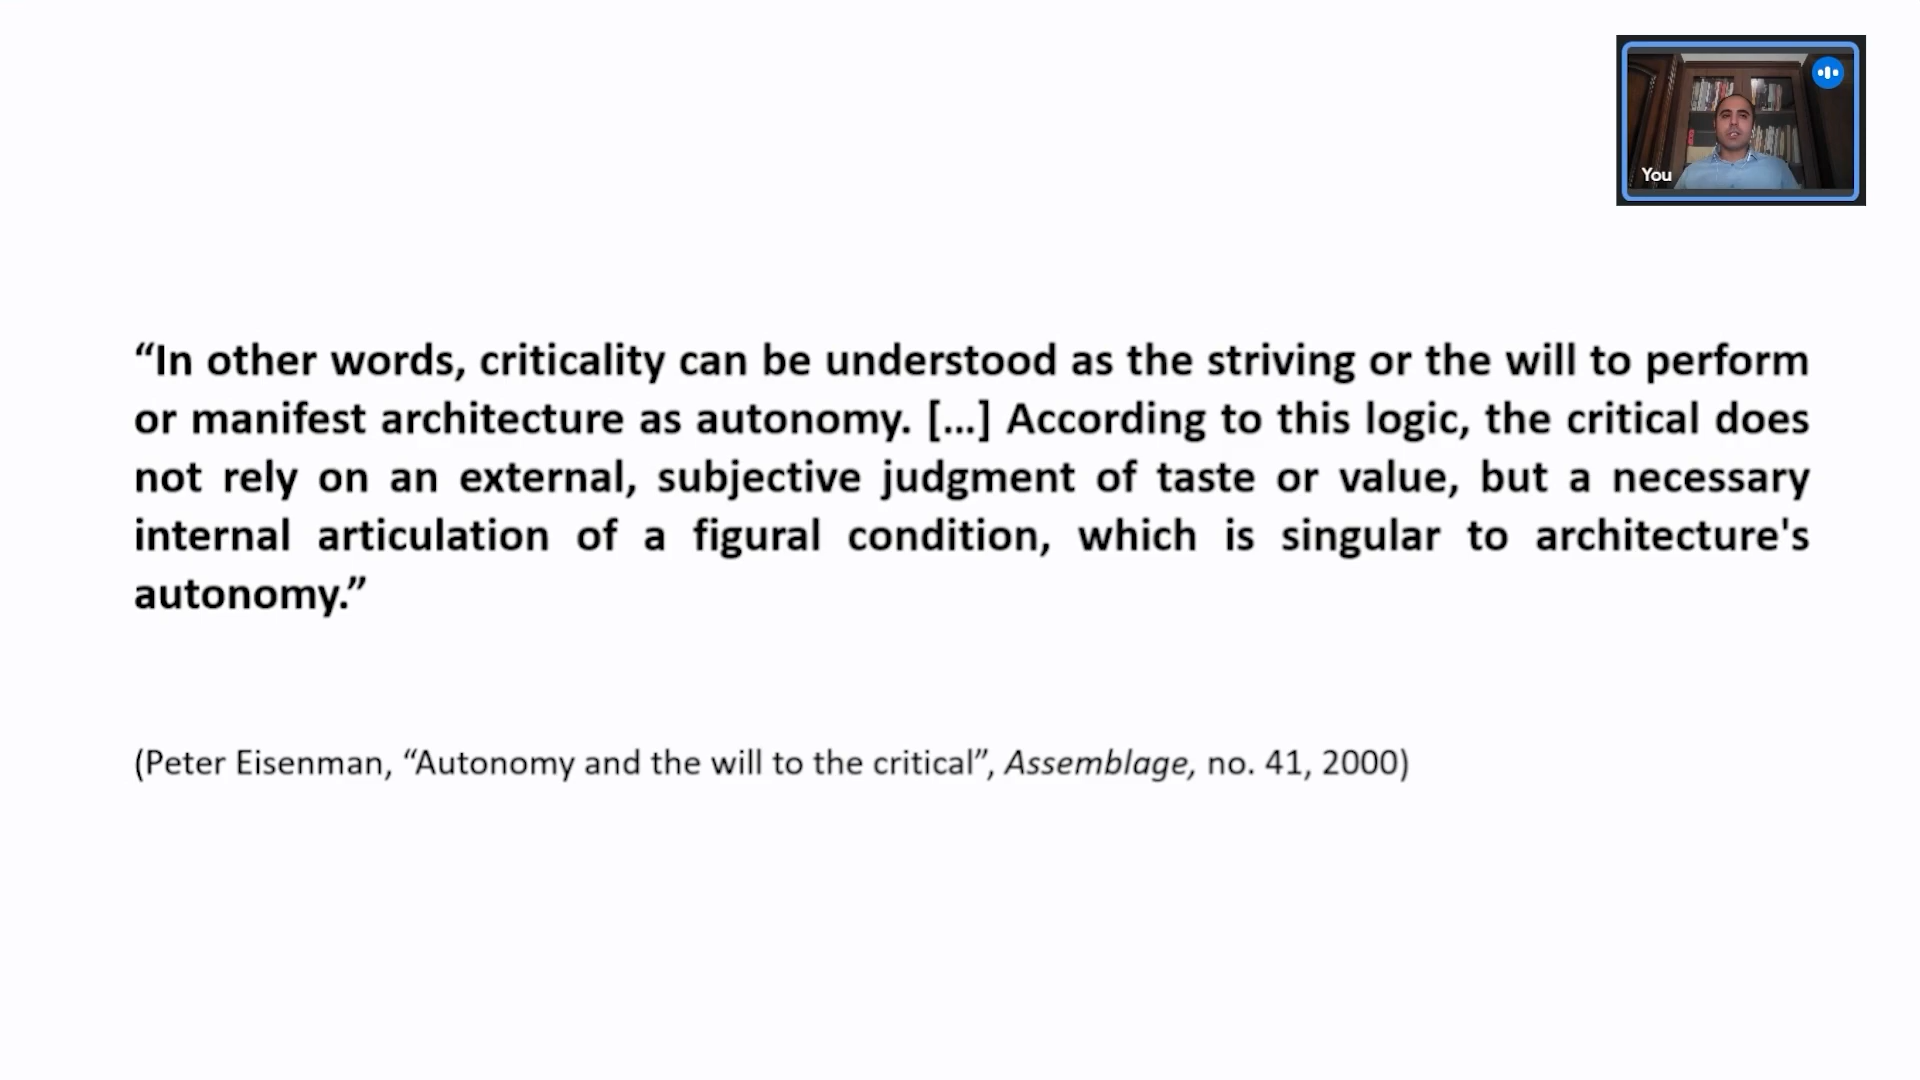 You
“In other words, criticality can be understood as the striving or the will to perform
or manifest architecture as autonomy. […] According to this logic, the critical does
not rely on an external, subjective judgment of taste or value, but a necessary
internal articulation of a figural condition, which is singular to architecture's
autonomy.”
(Peter Eisenman, “Autonomy and the will to the critical”, Assemblage, no. 41, 2000)